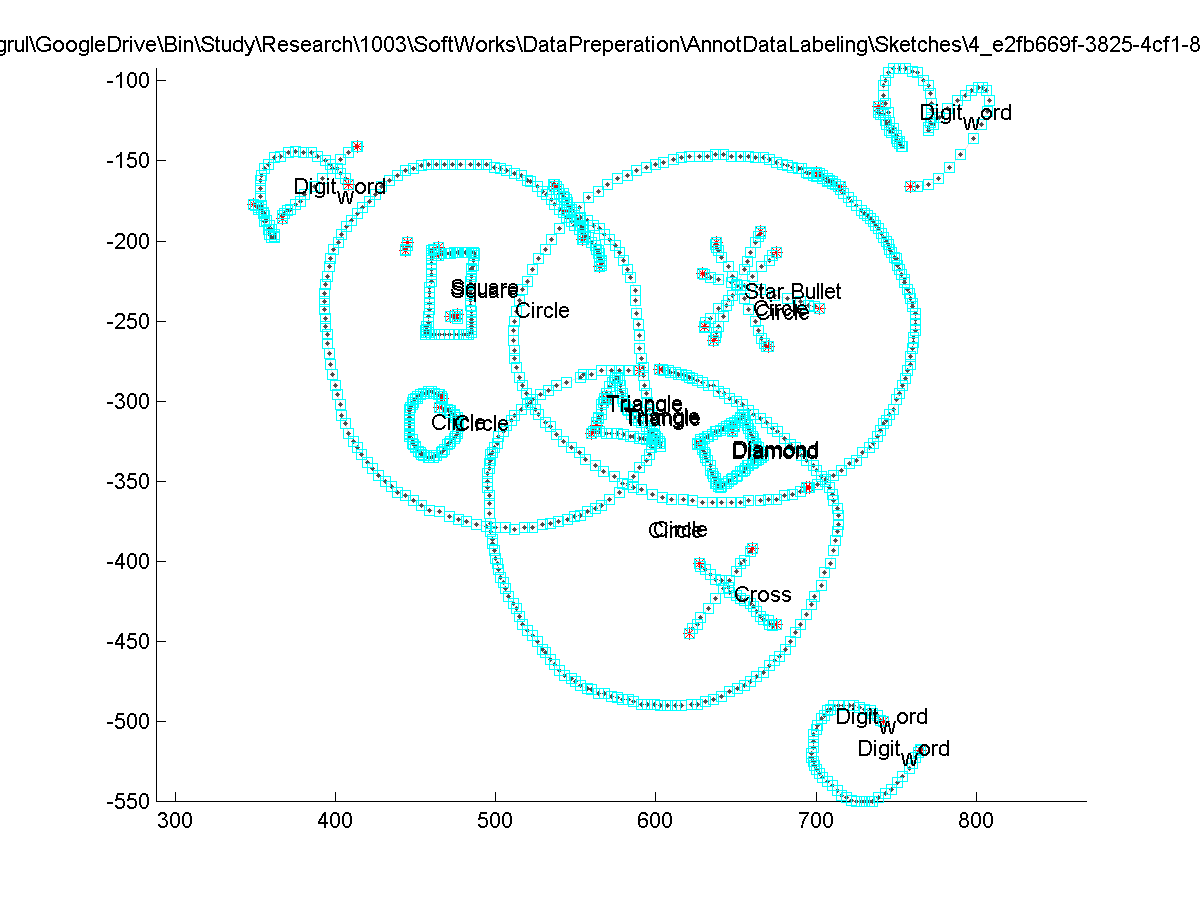 grul\GoogleDrive\Bin\Study\Research\1003\SoftWorks\DataPreperation\AnnotDataLabeling\Sketches\4_e2fb669f-3825-4cf1-8
-100
Digit_word
-150
Digit_word
-200
Square
Square
Star Bullet
-250
Circle
Circle
Circle
-300
Triangle
Triangle
Triangle
Circle
Circle
-350
Diamond
Diamond
Circle
Circle
-400
Cross
-450
-500
Digit_word
Digit_word
-550
300 400 500 600 700 800